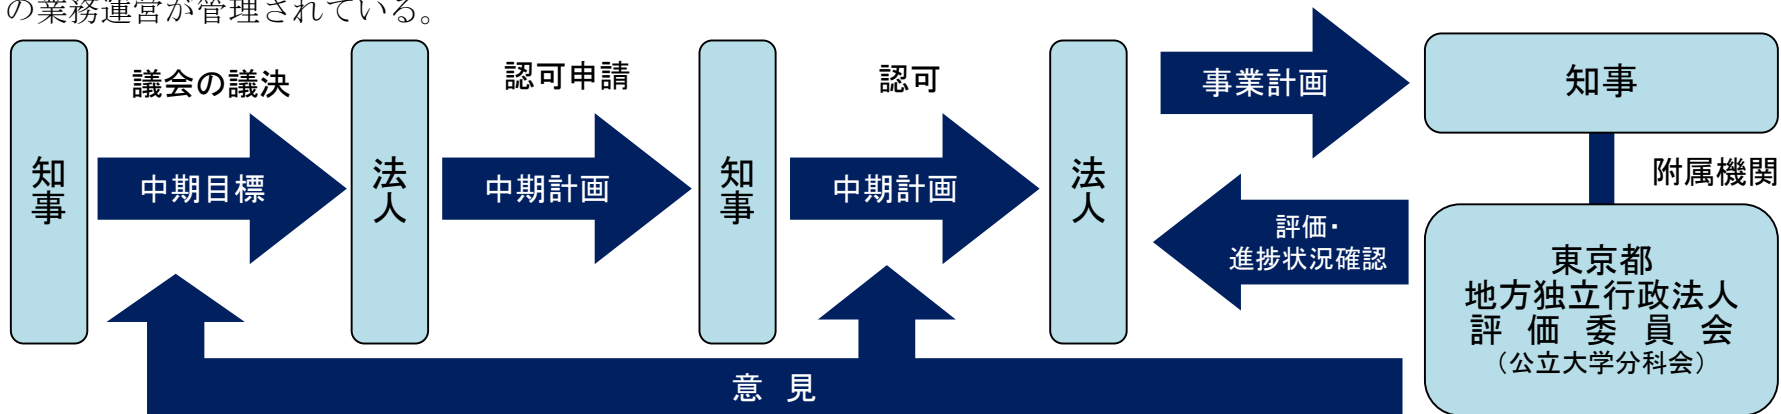 の業務運営が管理されている。
議会の議決
認可申請
認可
知事
中期目標
法人
中期計画
知事
中期計画
法人
事業計画
知事
附属機関
評価・
進捗状況確認
東京都
地方独立行政法人
評価委員会
（公立大学分科会）
意見